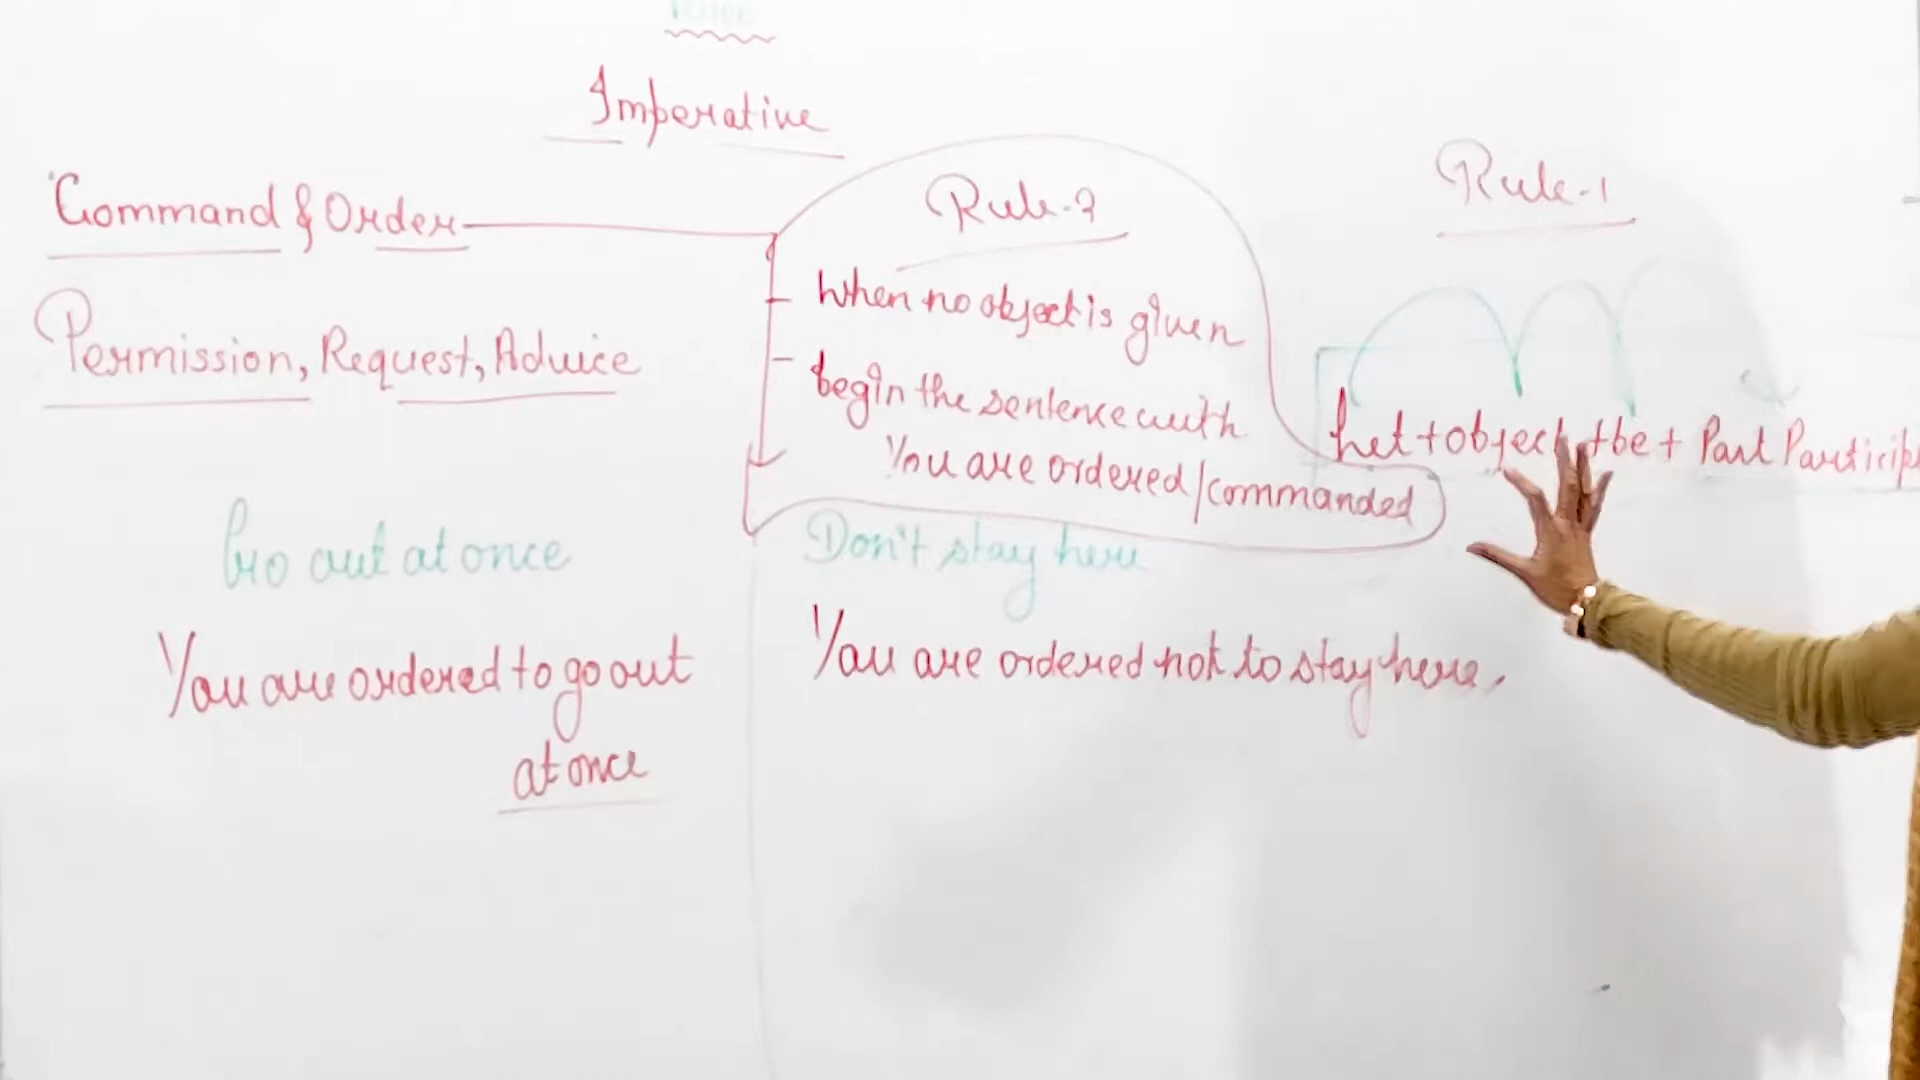 Voice
Imperative
Command & Order
Permission, Request, Advice
Rule-2
When no object is given
begin the sentence with
You are ordered/commanded
Rule-1
Let + object + be + Past Particip
Go out at once
You are ordered to go out
at once
Don't stay here
You are ordered not to stay here.